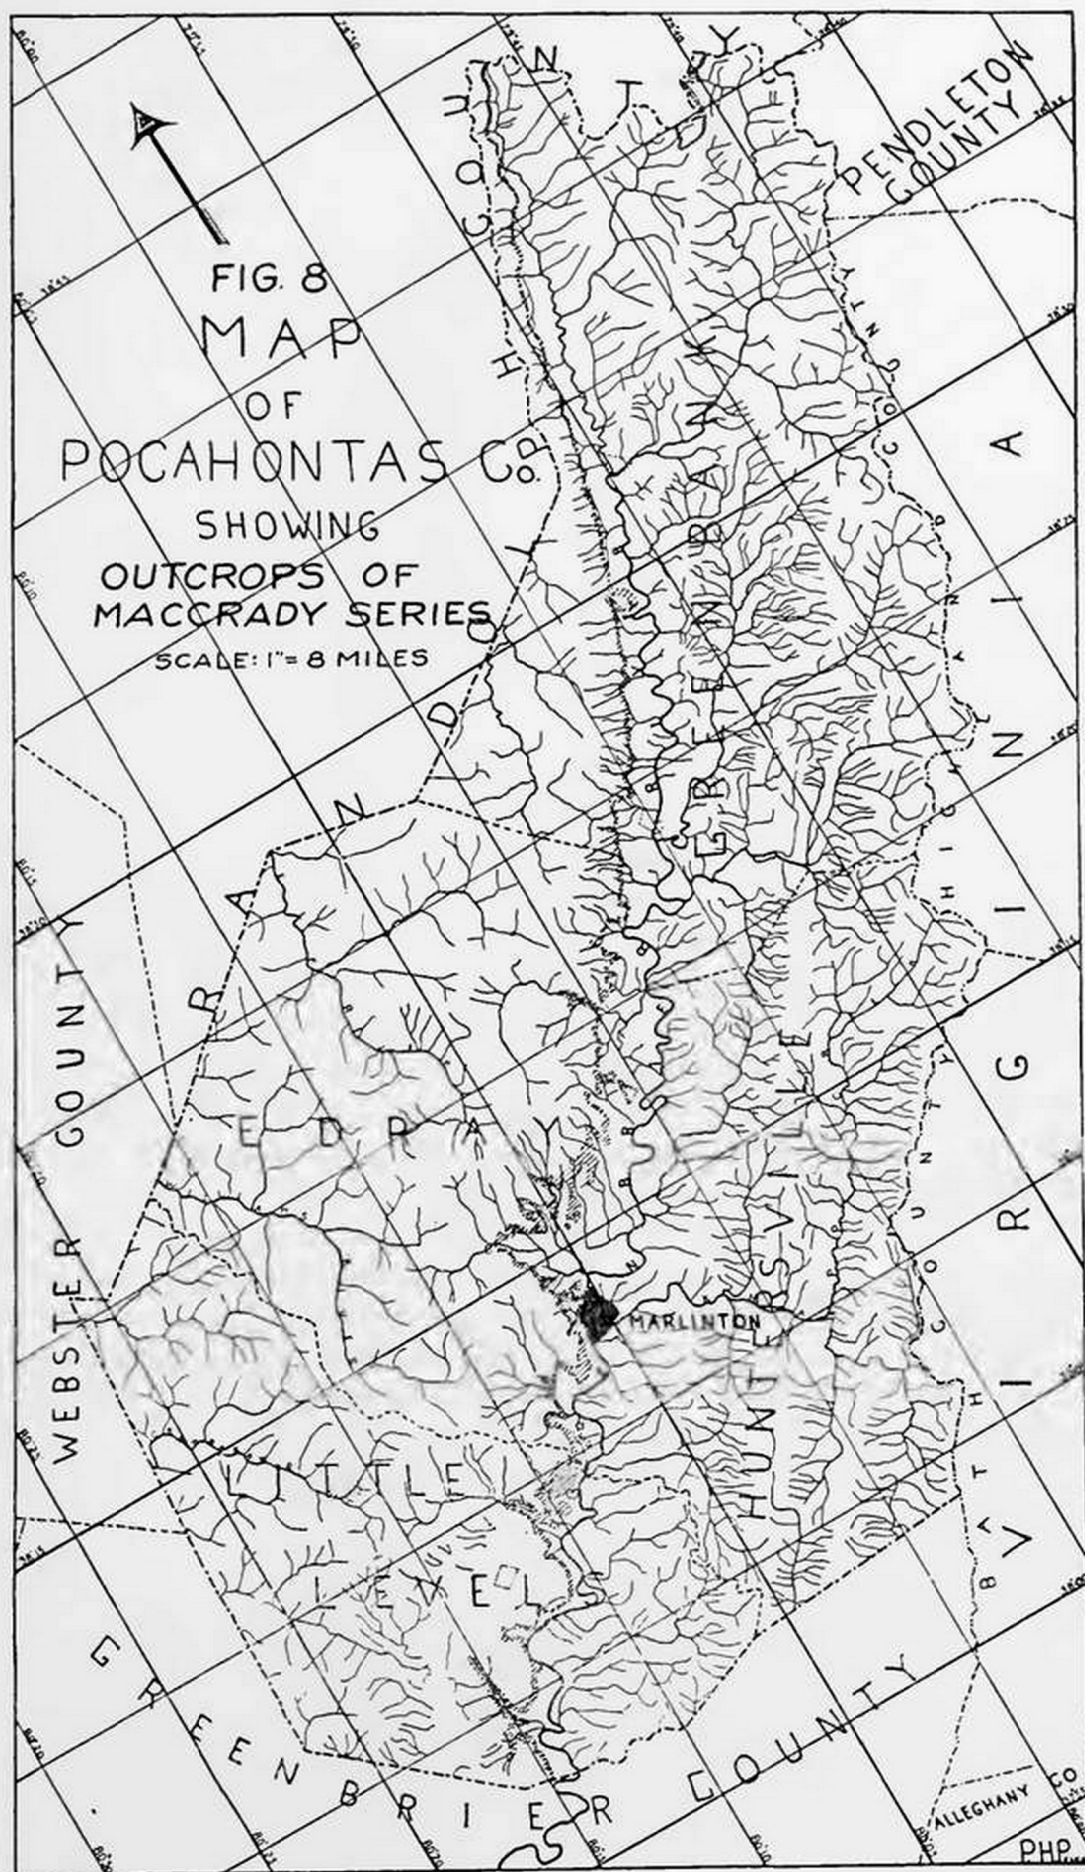 FIG. 8
MAP
OF
POCAHONTAS CO.
SHOWING
OUTCROPS OF
MACCRADY SERIES
SCALE: 1"= 8 MILES
RANDOLPH COUNTY
PENDLETON
COUNTY
HIGHLAND COUNTY
VIRGINIA
GREENBANK
EDRAY
HUNTERSVILLE
MARLINTON
LITTLE
LEVELS
WEBSTER COUNTY
GREENBRIER COUNTY
BATH COUNTY
ALLEGHANY CO
PHP